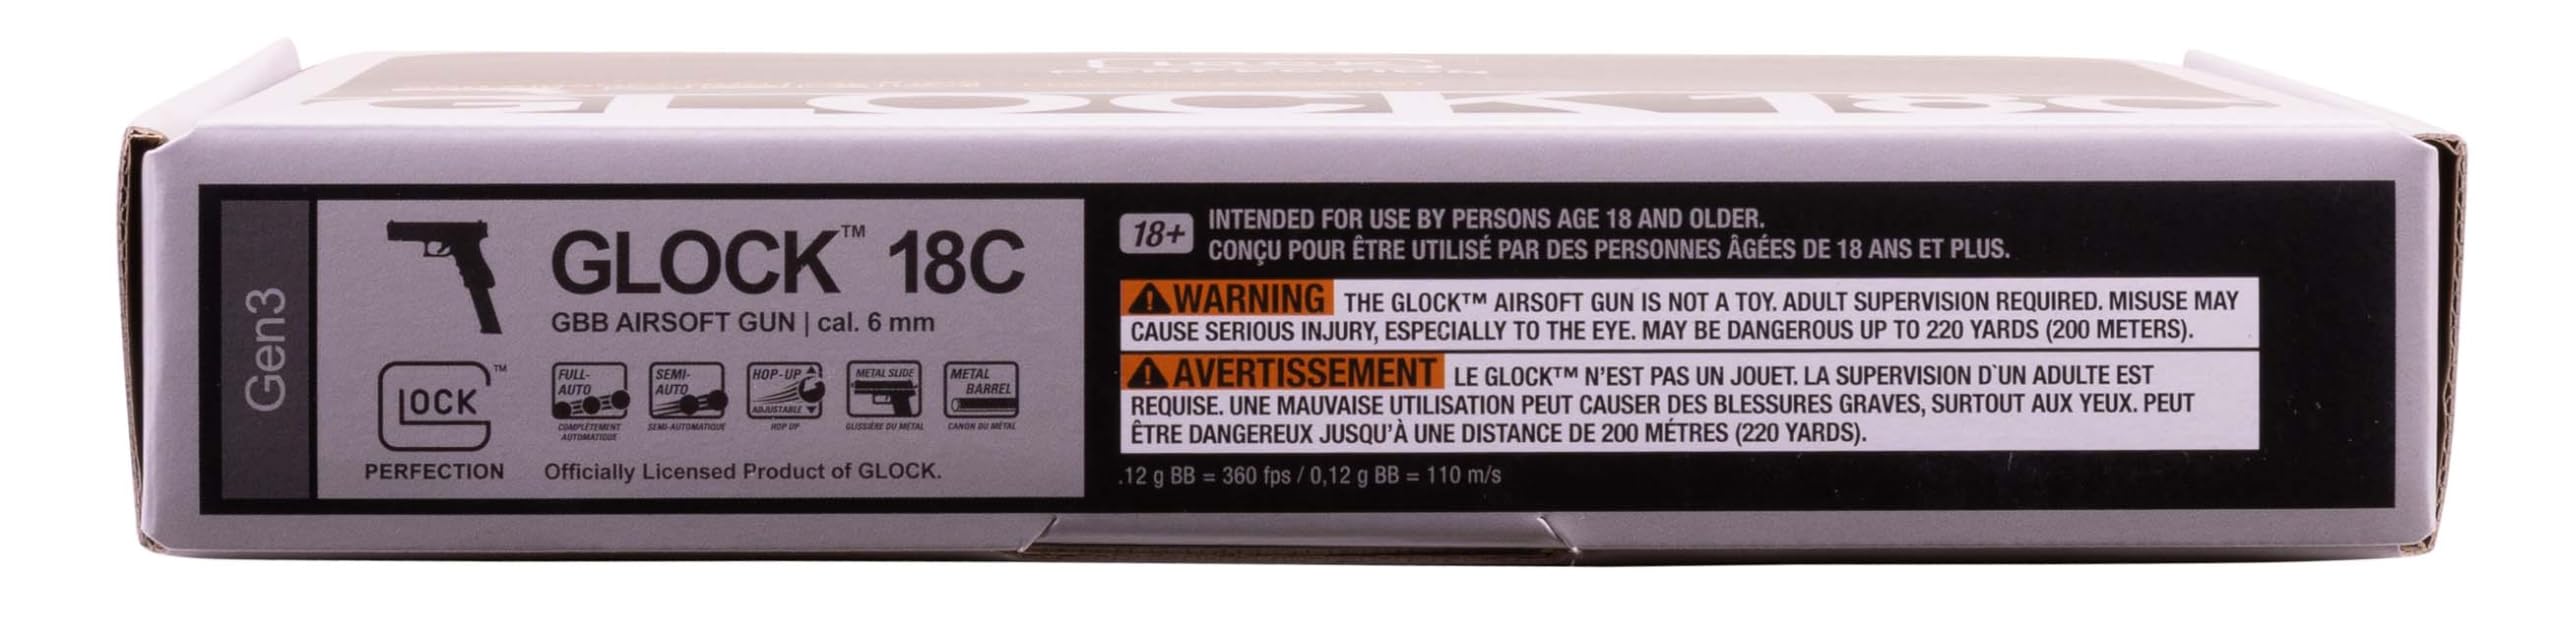 GLOCK 18C
Gen3
GLOCK™ 18C
GBB AIRSOFT GUN | cal. 6 mm
GLOCK™
PERFECTION
FULL-
AUTO
COMPLÈTEMENT
AUTOMATIQUE
SEMI-
AUTO
SEMI-AUTOMATIQUE
HOP-UP
ADJUSTABLE
HOP UP
METAL SLIDE
GLISSIÈRE DU MÉTAL
METAL
BARREL
CANON DU MÉTAL
Officially Licensed Product of GLOCK.
18+
INTENDED FOR USE BY PERSONS AGE 18 AND OLDER.
CONÇU POUR ÊTRE UTILISÉ PAR DES PERSONNES ÂGÉES DE 18 ANS ET PLUS.
WARNING THE GLOCK™ AIRSOFT GUN IS NOT A TOY. ADULT SUPERVISION REQUIRED. MISUSE MAY
CAUSE SERIOUS INJURY, ESPECIALLY TO THE EYE. MAY BE DANGEROUS UP TO 220 YARDS (200 METERS).
AVERTISSEMENT LE GLOCK™ N'EST PAS UN JOUET. LA SUPERVISION D`UN ADULTE EST
REQUISE. UNE MAUVAISE UTILISATION PEUT CAUSER DES BLESSURES GRAVES, SURTOUT AUX YEUX. PEUT
ÊTRE DANGEREUX JUSQU'À UNE DISTANCE DE 200 MÉTRES (220 YARDS).
.12 g BB = 360 fps / 0,12 g BB = 110 m/s